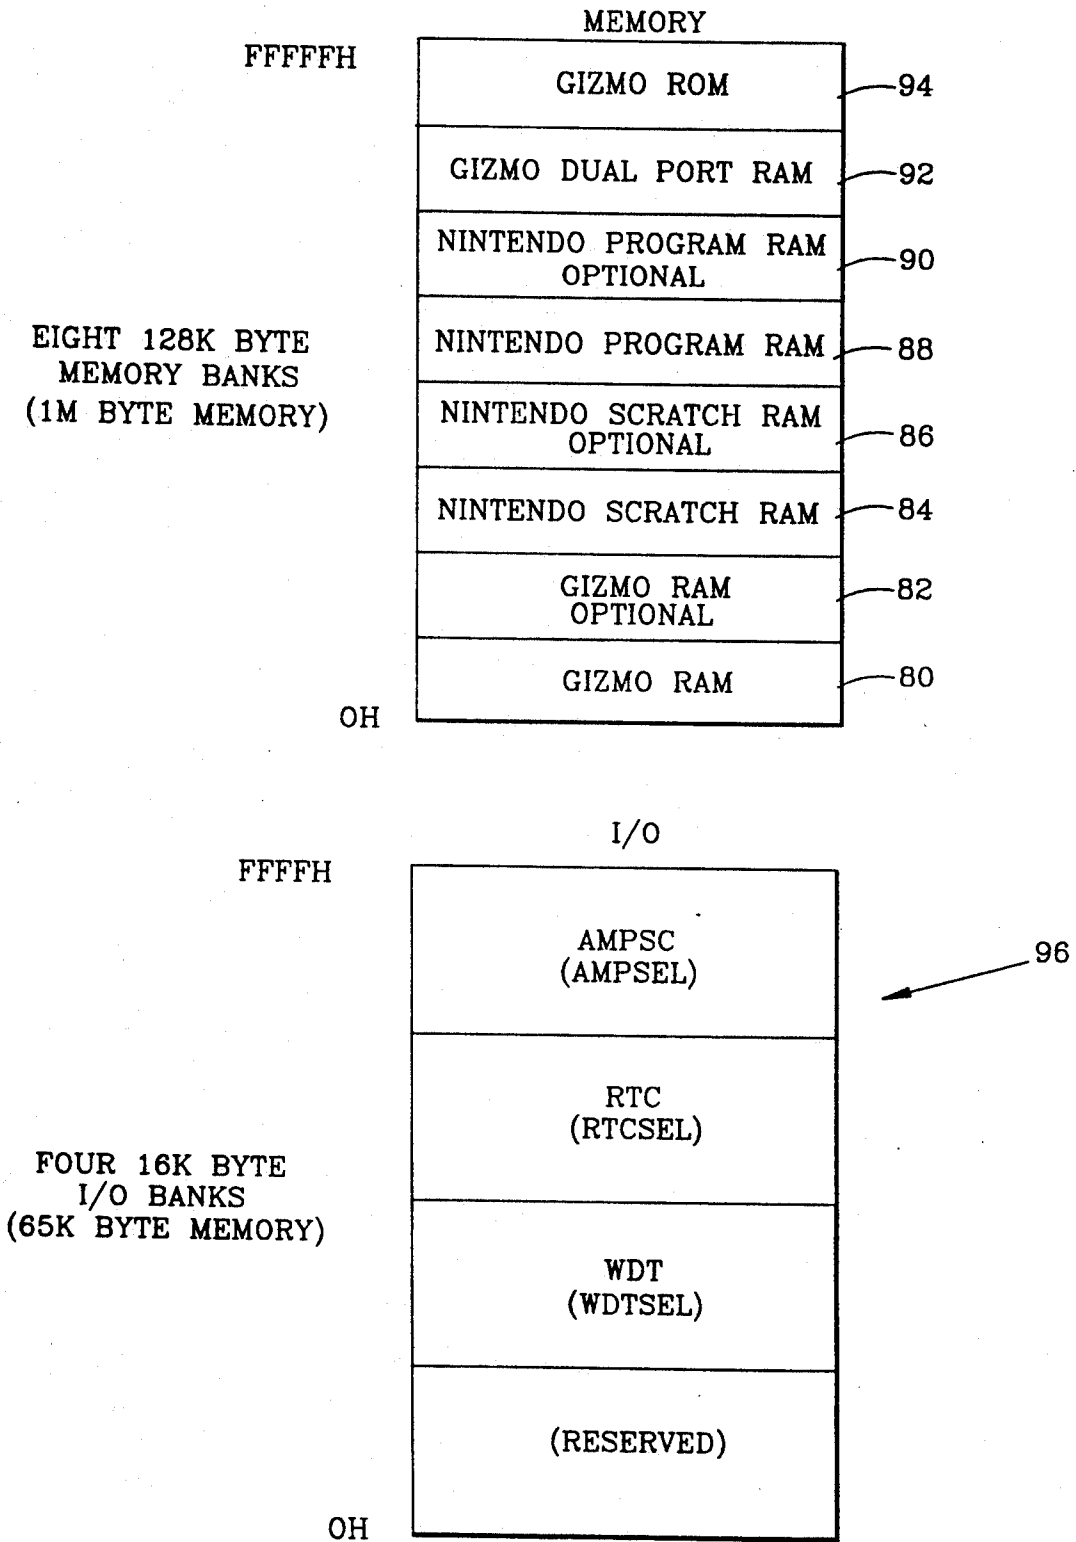 MEMORY
FFFFFH
GIZMO ROM
94
GIZMO DUAL PORT RAM
92
NINTENDO PROGRAM RAM
OPTIONAL
90
EIGHT 128K BYTE
MEMORY BANKS
(1M BYTE MEMORY)
NINTENDO PROGRAM RAM
88
NINTENDO SCRATCH RAM
OPTIONAL
86
NINTENDO SCRATCH RAM
84
GIZMO RAM
OPTIONAL
82
GIZMO RAM
80
0H
I/O
FFFFH
AMPSC
(AMPSEL)
96
RTC
(RTCSEL)
FOUR 16K BYTE
I/O BANKS
(65K BYTE MEMORY)
WDT
(WDTSEL)
(RESERVED)
0H